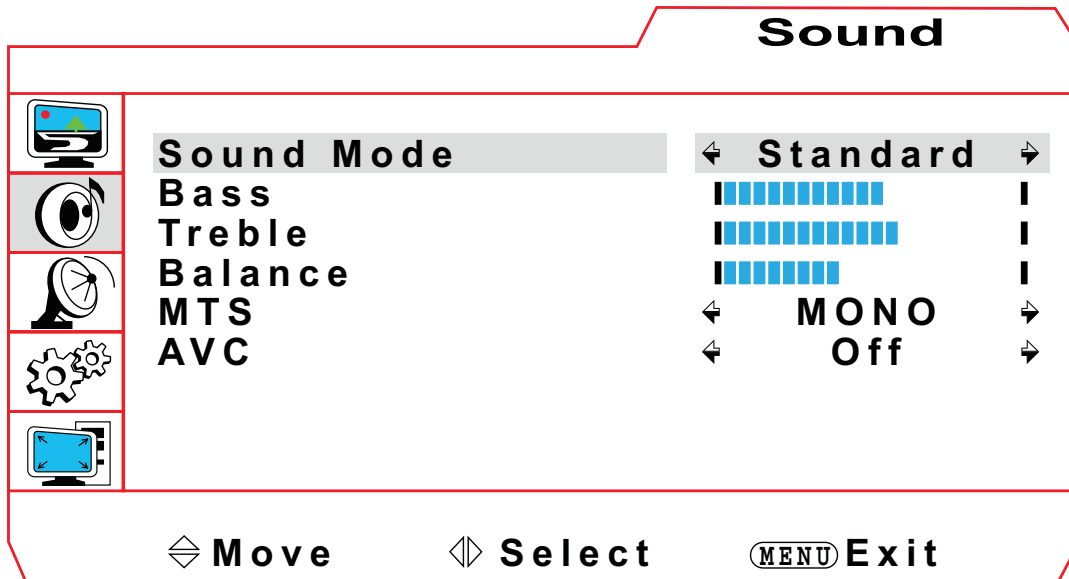 Sound
Sound Mode Standard
Bass
Treble
Balance
MTS MONO
AVC Off
Move Select MENU Exit